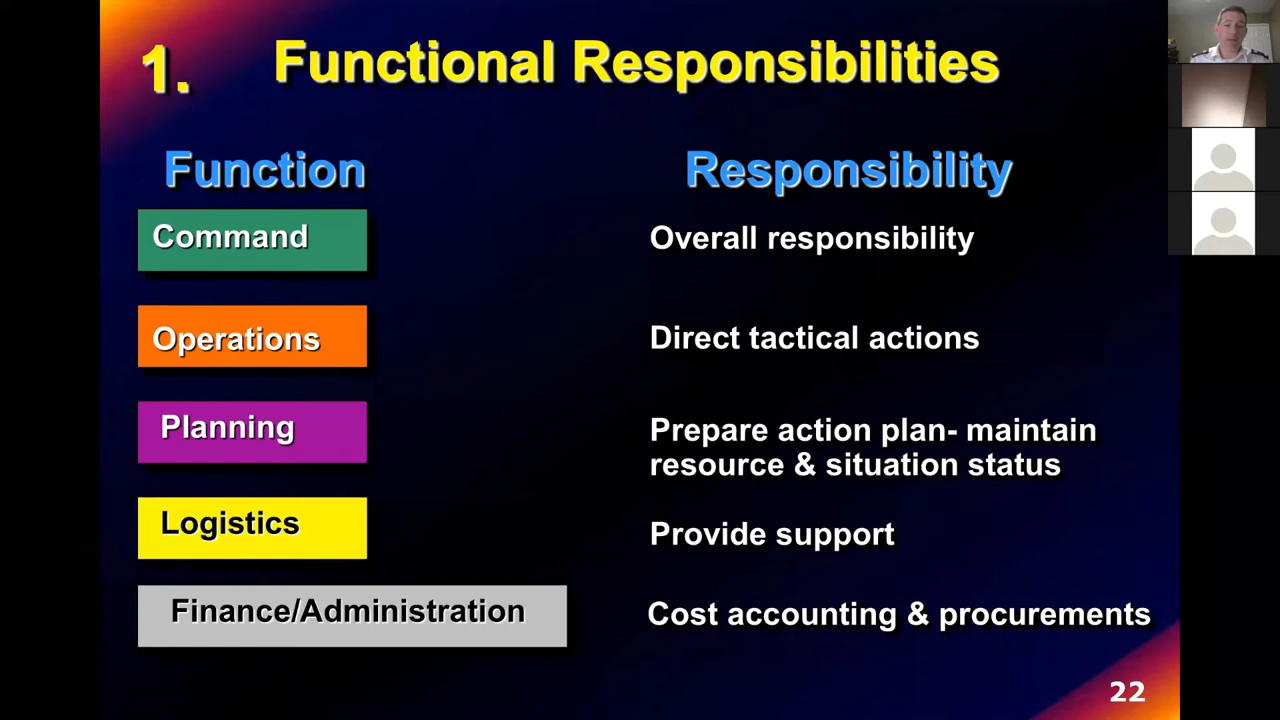 1. Functional Responsibilities
Function Responsibility
Command Overall responsibility
Operations Direct tactical actions
Planning Prepare action plan- maintain
resource & situation status
Logistics Provide support
Finance/Administration Cost accounting & procurements
22